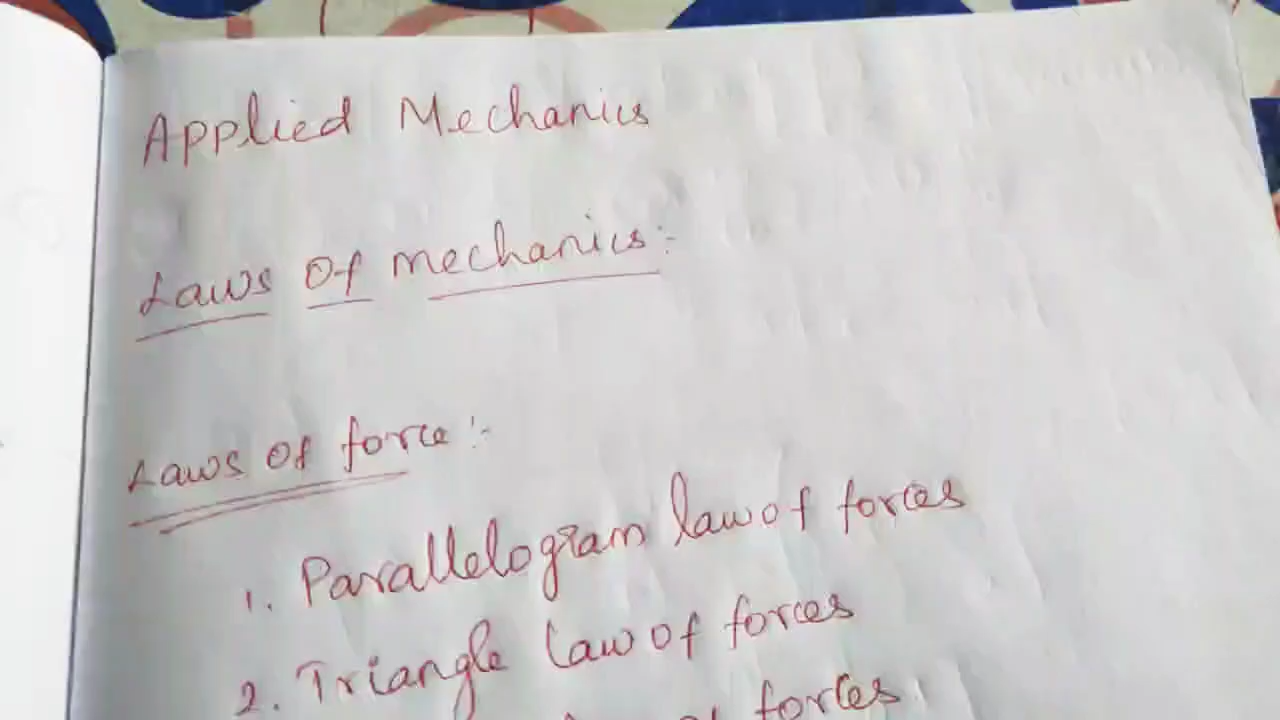 Applied Mechanics
Laws Of mechanics:-
Laws Of force:-
1. Parallelogram law of forces
2. Triangle law of forces
forces